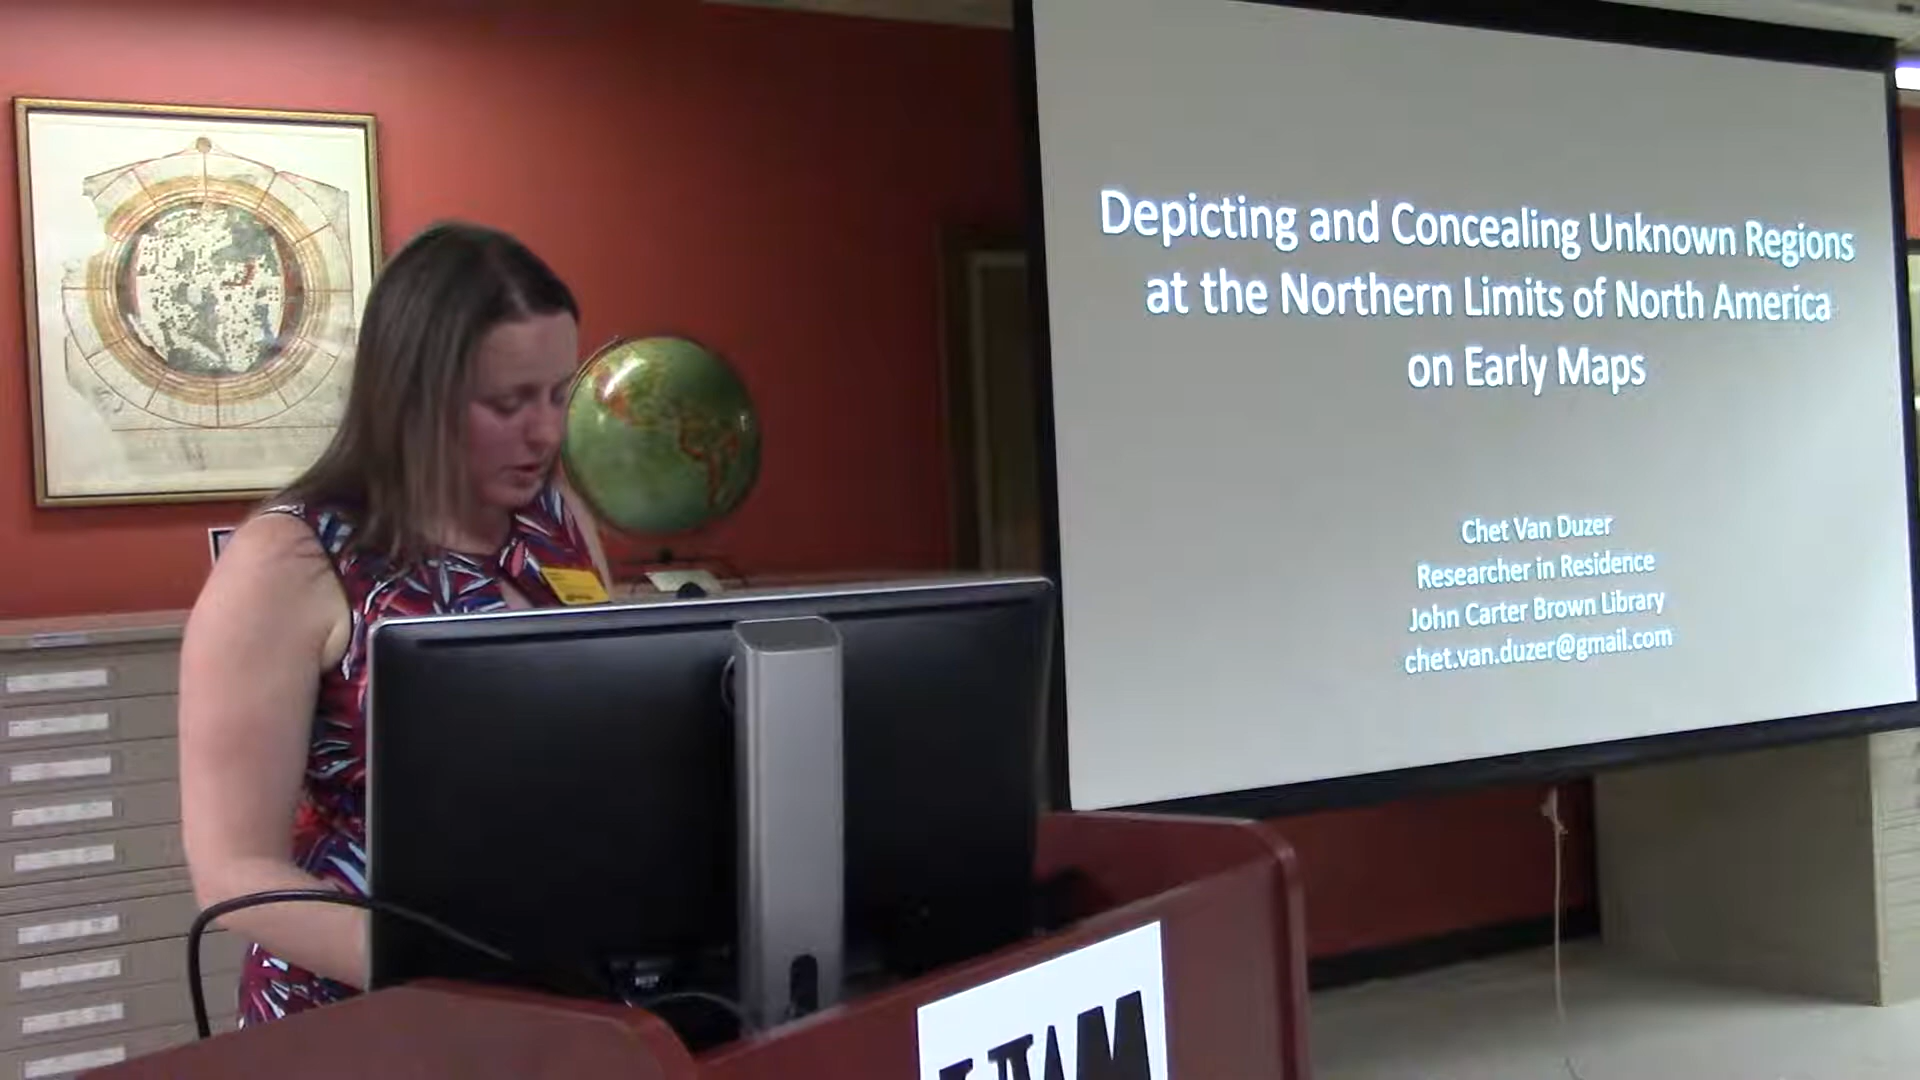 Depicting and Concealing Unknown Regions
at the Northern Limits of North America
on Early Maps
Chet Van Duzer
Researcher in Residence
John Carter Brown Library
chet.van.duzer@gmail.com
UWM